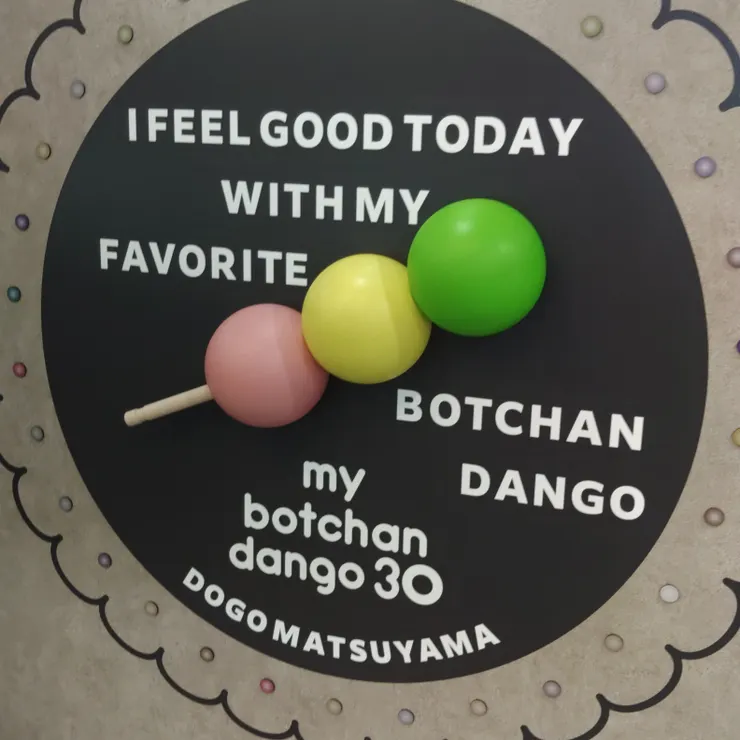 I FEEL GOOD TODAY
WITH MY
FAVORITE
BOTCHAN
DANGO
my
botchan
dango 30
DOGO MATSUYAMA